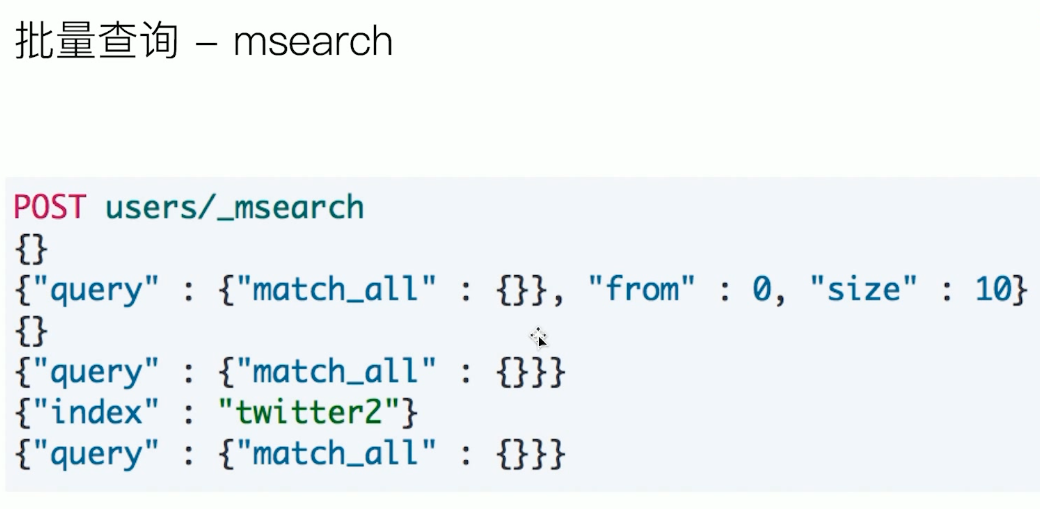 批量查询 – msearch
POST users/_msearch
{}
{"query" : {"match_all" : {}}, "from" : 0, "size" : 10}
{}
{"query" : {"match_all" : {}}}
{"index" : "twitter2"}
{"query" : {"match_all" : {}}}